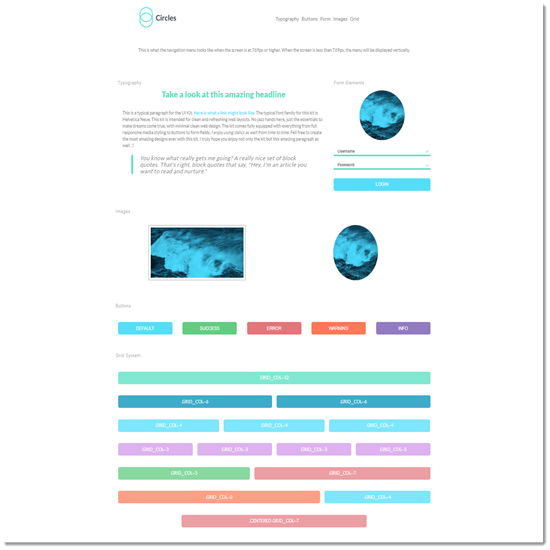 Circles
Typography Buttons Form Images Grid
This is what the navigation menu looks like when the screen is at 769px or higher. When the screen is less than 769px, the menu will be displayed vertically.
Typography
Form Elements
Take a look at this amazing headline
This is a typical paragraph for the UI Kit. Here is what a link might look like. The typical font family for this kit is
Helvetica Neue. This kit is intended for clean and refreshing web layouts. No jazz hands here, just the essentials to
make dreams come true, with minimal clean web design. The kit comes fully equipped with everything from full
responsive media styling to buttons to form fields. I enjoy using italics as well from time to time. Fell free to create
the most amazing designs ever with this kit. I truly hope you enjoy not only the kit but this amazing paragraph as
well. :)
You know what really gets me going? A really nice set of block
quotes. That's right, block quotes that say, "Hey, I'm an article you
want to read and nurture."
Username
Password
LOGIN
Images
Buttons
DEFAULT SUCCESS ERROR WARNING INFO
Grid System
.GRID_COL-12
.GRID_COL-6 .GRID_COL-6
.GRID_COL-4 .GRID_COL-4 .GRID_COL-4
.GRID_COL-3 .GRID_COL-3 .GRID_COL-3 .GRID_COL-3
.GRID_COL-5 .GRID_COL-7
.GRID_COL-8 .GRID_COL-4
.CENTERED .GRID_COL-7